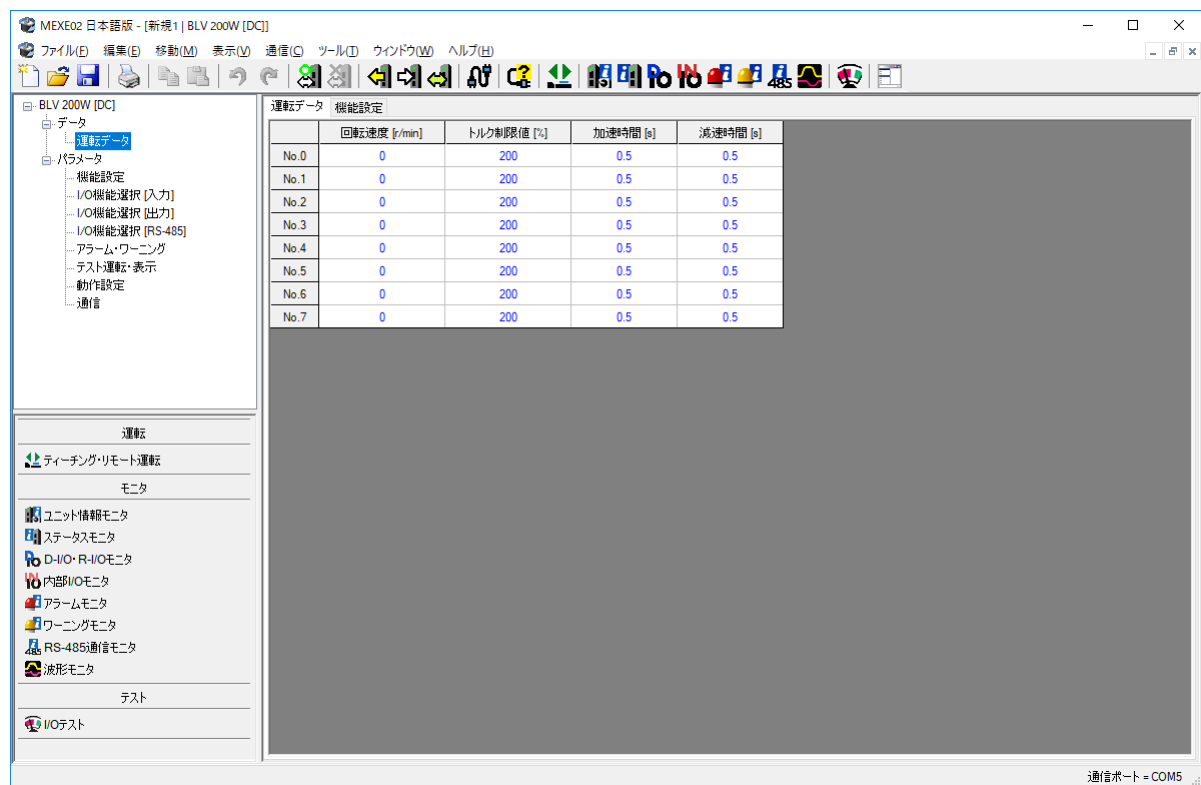 MEXE02 日本語版 - [新規1 | BLV 200W [DC]]
ファイル(F) 編集(E) 移動(M) 表示(V) 通信(C) ツール(T) ウィンドウ(W) ヘルプ(H)
BLV 200W [DC]
データ
運転データ
パラメータ
機能設定
I/O機能選択 [入力]
I/O機能選択 [出力]
I/O機能選択 [RS-485]
アラーム・ワーニング
テスト運転・表示
動作設定
通信
運転
ティーチング・リモート運転
モニタ
ユニット情報モニタ
ステータスモニタ
D-I/O・R-I/Oモニタ
内部I/Oモニタ
アラームモニタ
ワーニングモニタ
RS-485通信モニタ
波形モニタ
テスト
I/Oテスト
運転データ 機能設定
回転速度 [r/min] トルク制限値 [%] 加速時間 [s] 減速時間 [s]
No.0 0 200 0.5 0.5
No.1 0 200 0.5 0.5
No.2 0 200 0.5 0.5
No.3 0 200 0.5 0.5
No.4 0 200 0.5 0.5
No.5 0 200 0.5 0.5
No.6 0 200 0.5 0.5
No.7 0 200 0.5 0.5
通信ポート = COM5